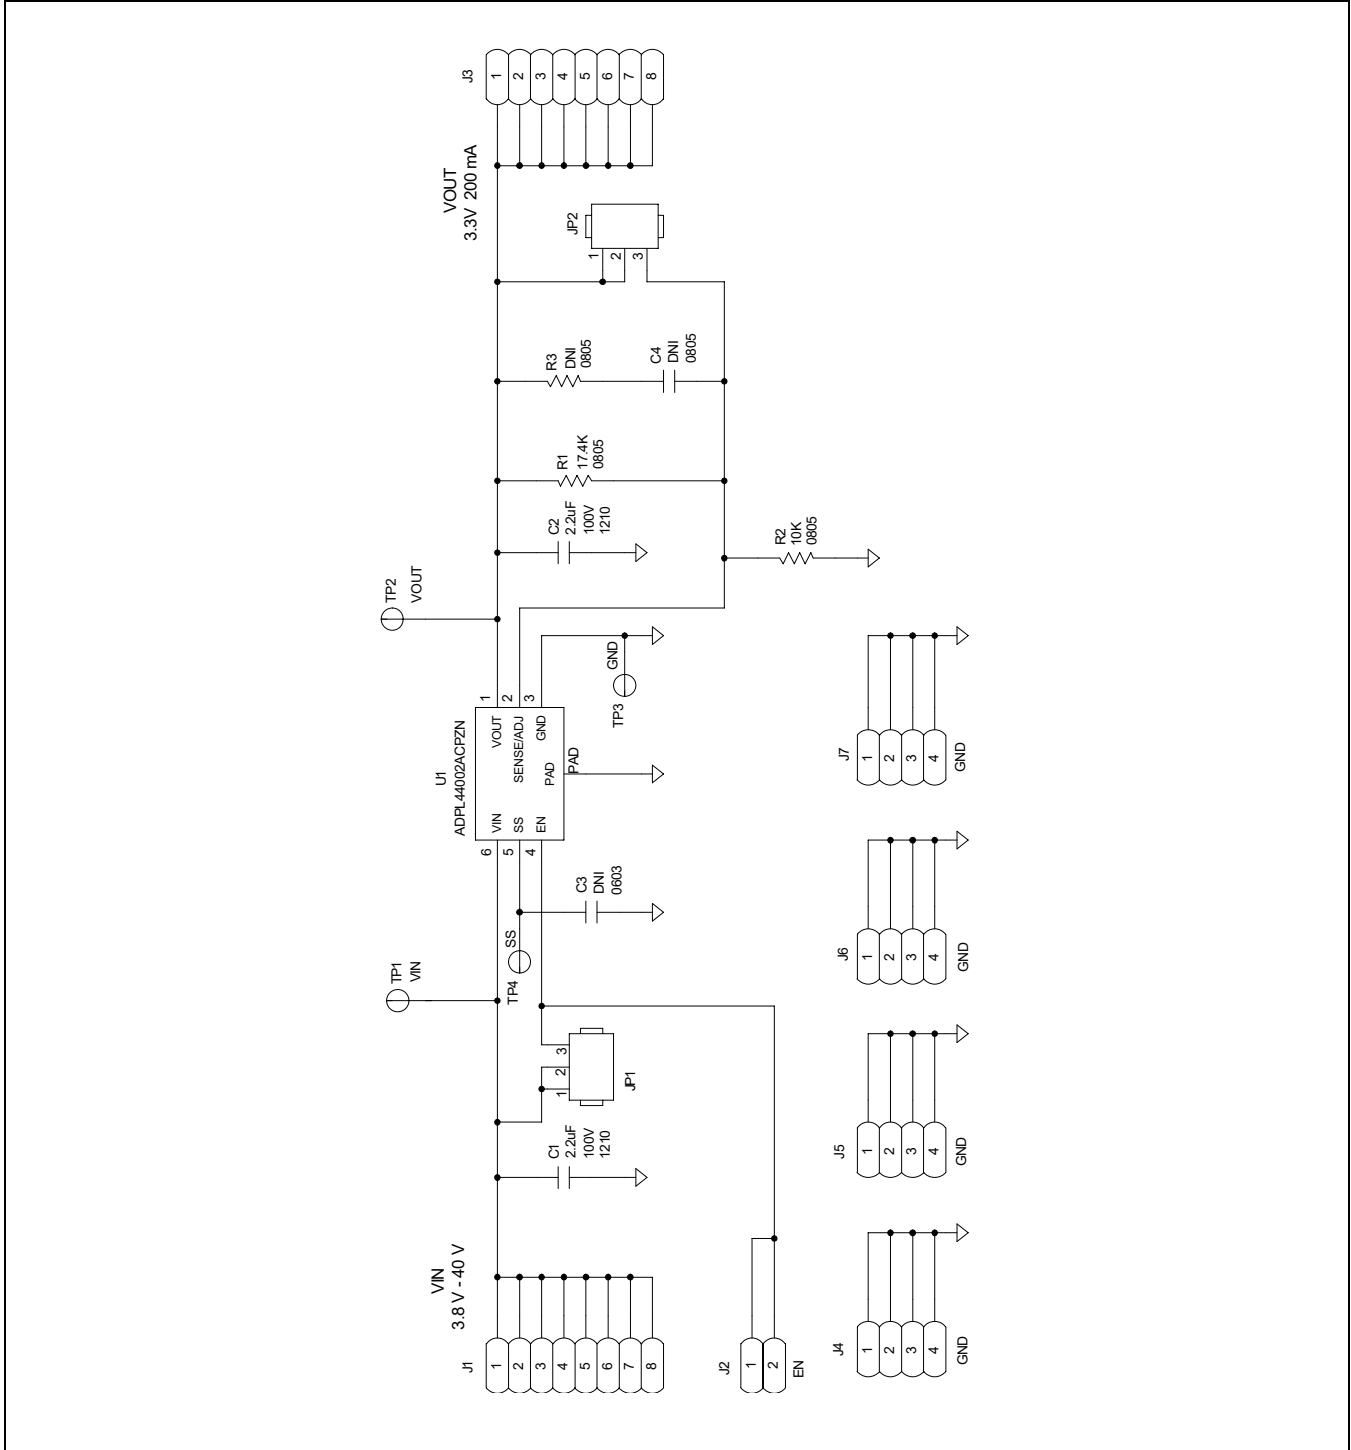 J1
1
2
3
4
5
6
7
8
VIN
3.8 V - 40 V
C1
2.2uF
100V
1210
JP1
1
2
3
TP1
VIN
TP4
SS
C3
DNI
0603
U1
ADPL44002ACPZN
6
5
4
VIN
SS
EN
VOUT
SENSE/ADJ
GND
PAD
PAD
1
2
3
TP3
GND
TP2
VOUT
C2
2.2uF
100V
1210
R1
17.4K
0805
R2
10K
0805
R3
DNI
0805
C4
DNI
0805
JP2
1
2
3
VOUT
3.3V 200 mA
J3
1
2
3
4
5
6
7
8
J2
1
2
EN
J4
1
2
3
4
GND
J5
1
2
3
4
GND
J6
1
2
3
4
GND
J7
1
2
3
4
GND